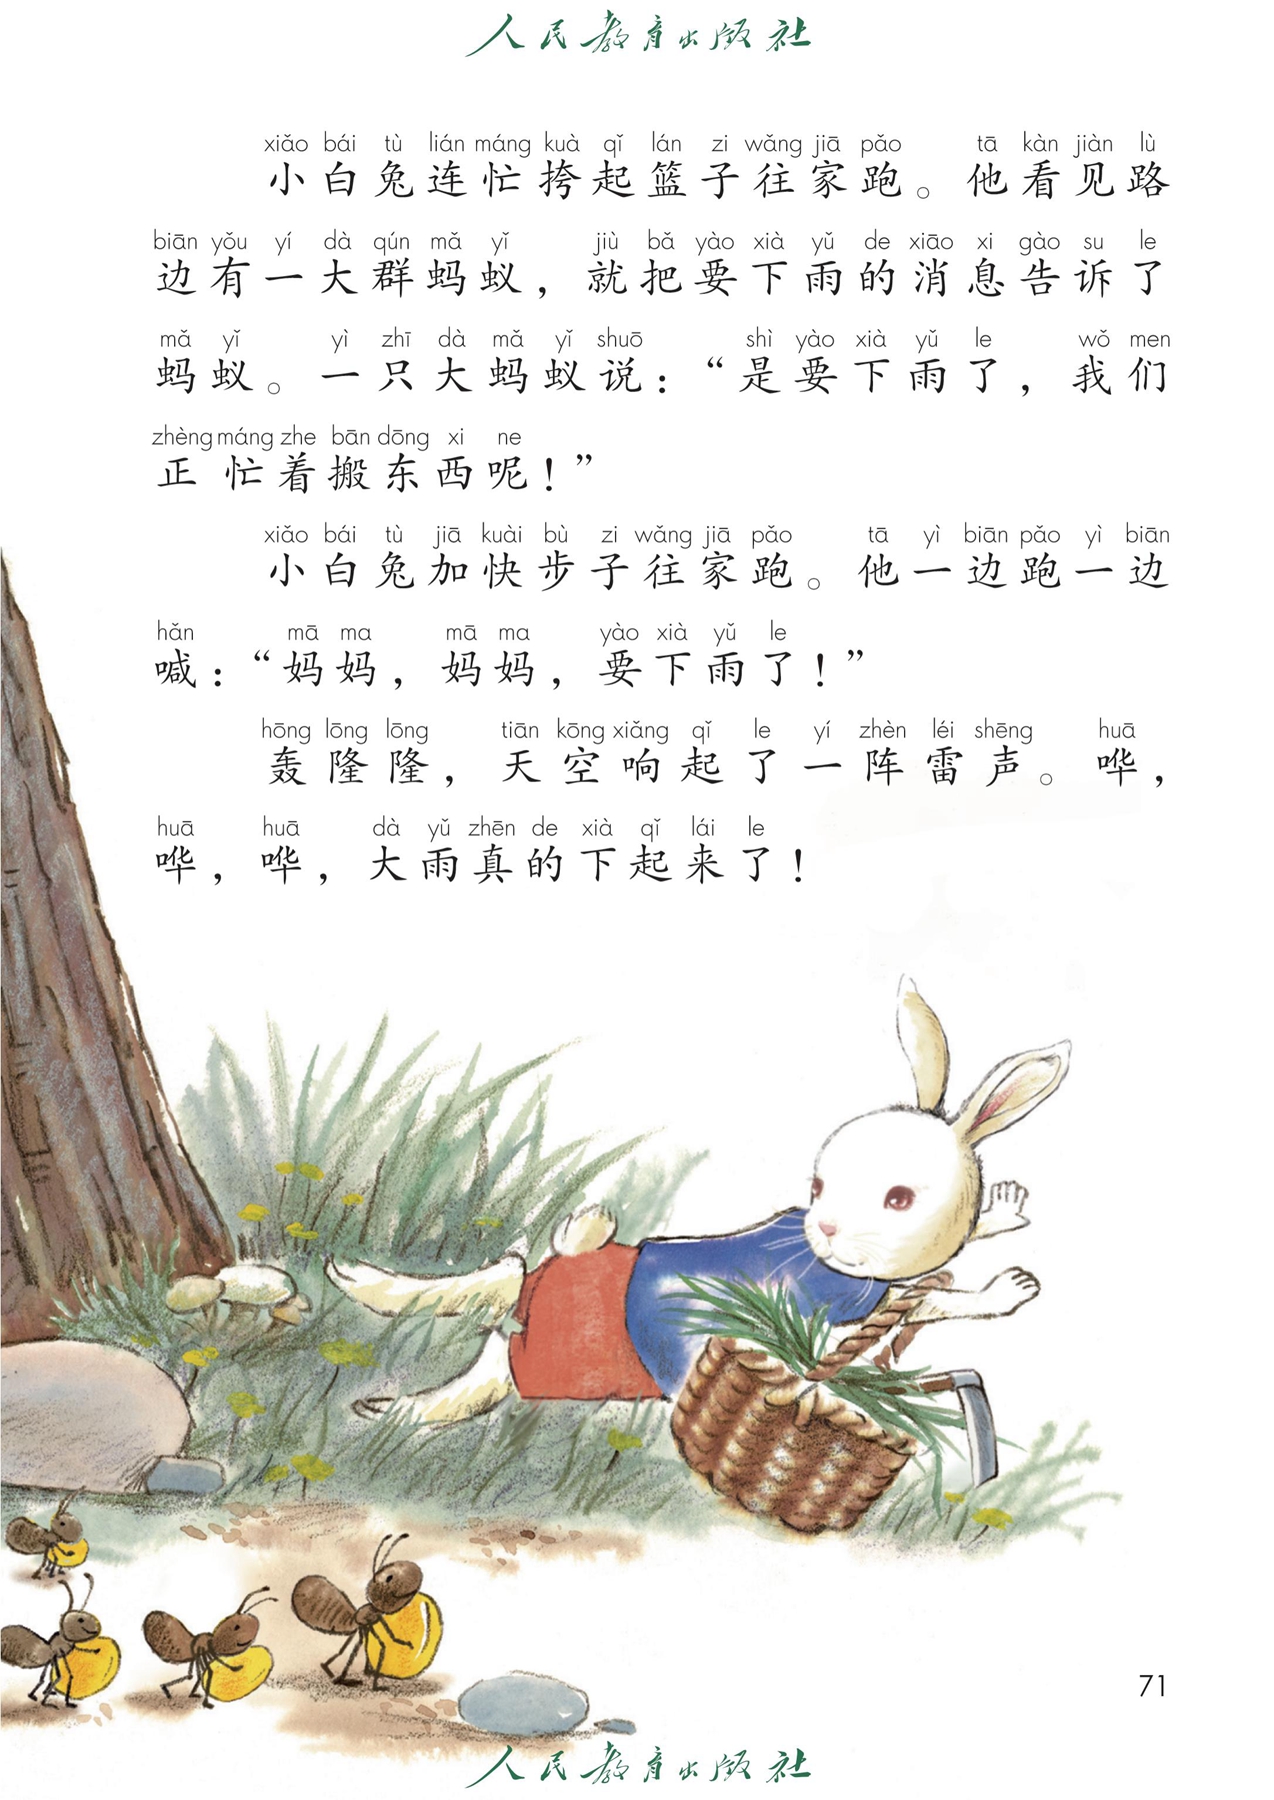 人民教育出版社
xiǎo bái tù lián máng kuà qǐ lán zi wǎng jiā pǎo tā kàn jiàn lù
小白兔连忙挎起篮子往家跑。他看见路
biān yǒu yí dà qún mǎ yǐ jiù bǎ yào xià yǔ de xiāo xi gào su le
边有一大群蚂蚁，就把要下雨的消息告诉了
mǎ yǐ yì zhī dà mǎ yǐ shuō shì yào xià yǔ le wǒ men
蚂蚁。一只大蚂蚁说：“是要下雨了，我们
zhèng máng zhe bān dōng xi ne
正忙着搬东西呢！”
xiǎo bái tù jiā kuài bù zi wǎng jiā pǎo tā yì biān pǎo yì biān
小白兔加快步子往家跑。他一边跑一边
hǎn mā ma mā ma yào xià yǔ le
喊：“妈妈，妈妈，要下雨了！”
hōng lōng lōng tiān kōng xiǎng qǐ le yí zhèn léi shēng huā
轰隆隆，天空响起了一阵雷声。哗，
huā huā dà yǔ zhēn de xià qǐ lái le
哗，哗，大雨真的下起来了！
71
人民教育出版社